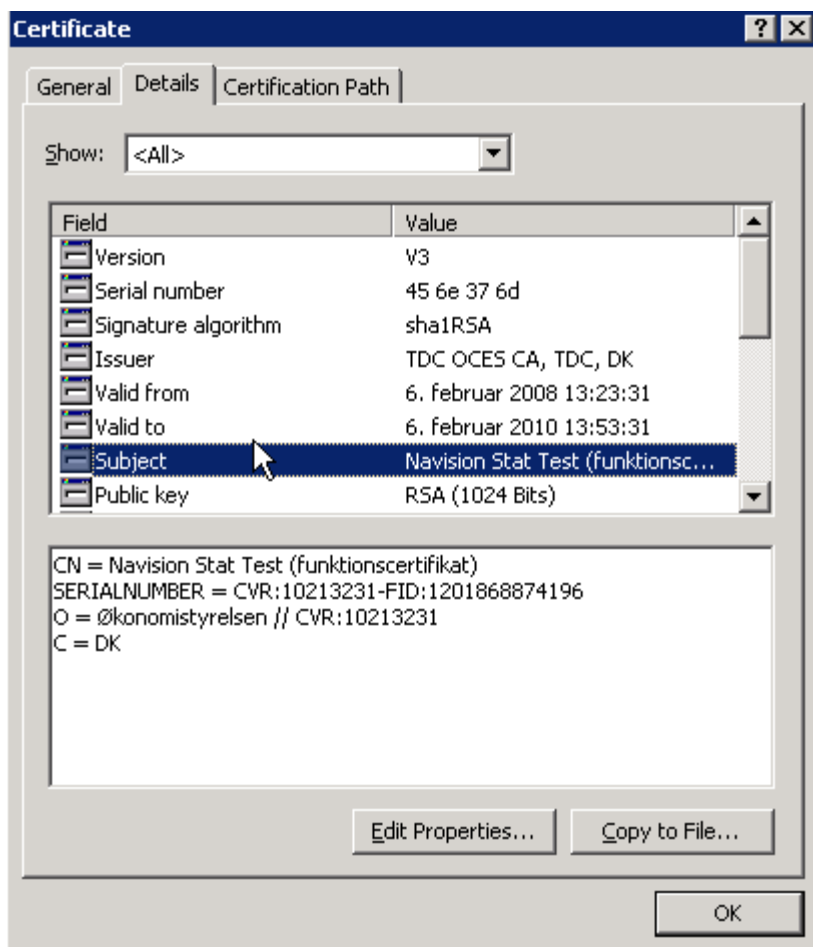 Certificate
General Details Certification Path
Show: <All>
Field Value
Version V3
Serial number 45 6e 37 6d
Signature algorithm sha1RSA
Issuer TDC OCES CA, TDC, DK
Valid from 6. februar 2008 13:23:31
Valid to 6. februar 2010 13:53:31
Subject Navision Stat Test (funktionsc...
Public key RSA (1024 Bits)
CN = Navision Stat Test (funktionscertifikat)
SERIALNUMBER = CVR:10213231-FID:1201868874196
O = Økonomistyrelsen // CVR:10213231
C = DK
Edit Properties... Copy to File...
OK